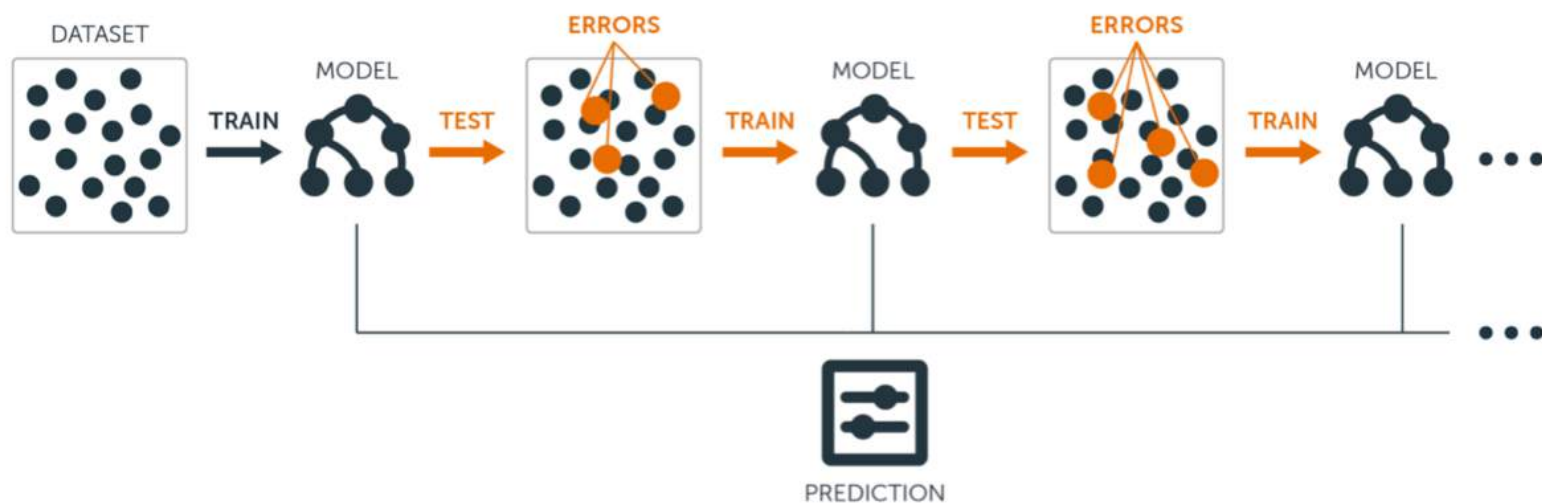 DATASET
TRAIN
MODEL
TEST
ERRORS
TRAIN
MODEL
TEST
ERRORS
TRAIN
MODEL
PREDICTION